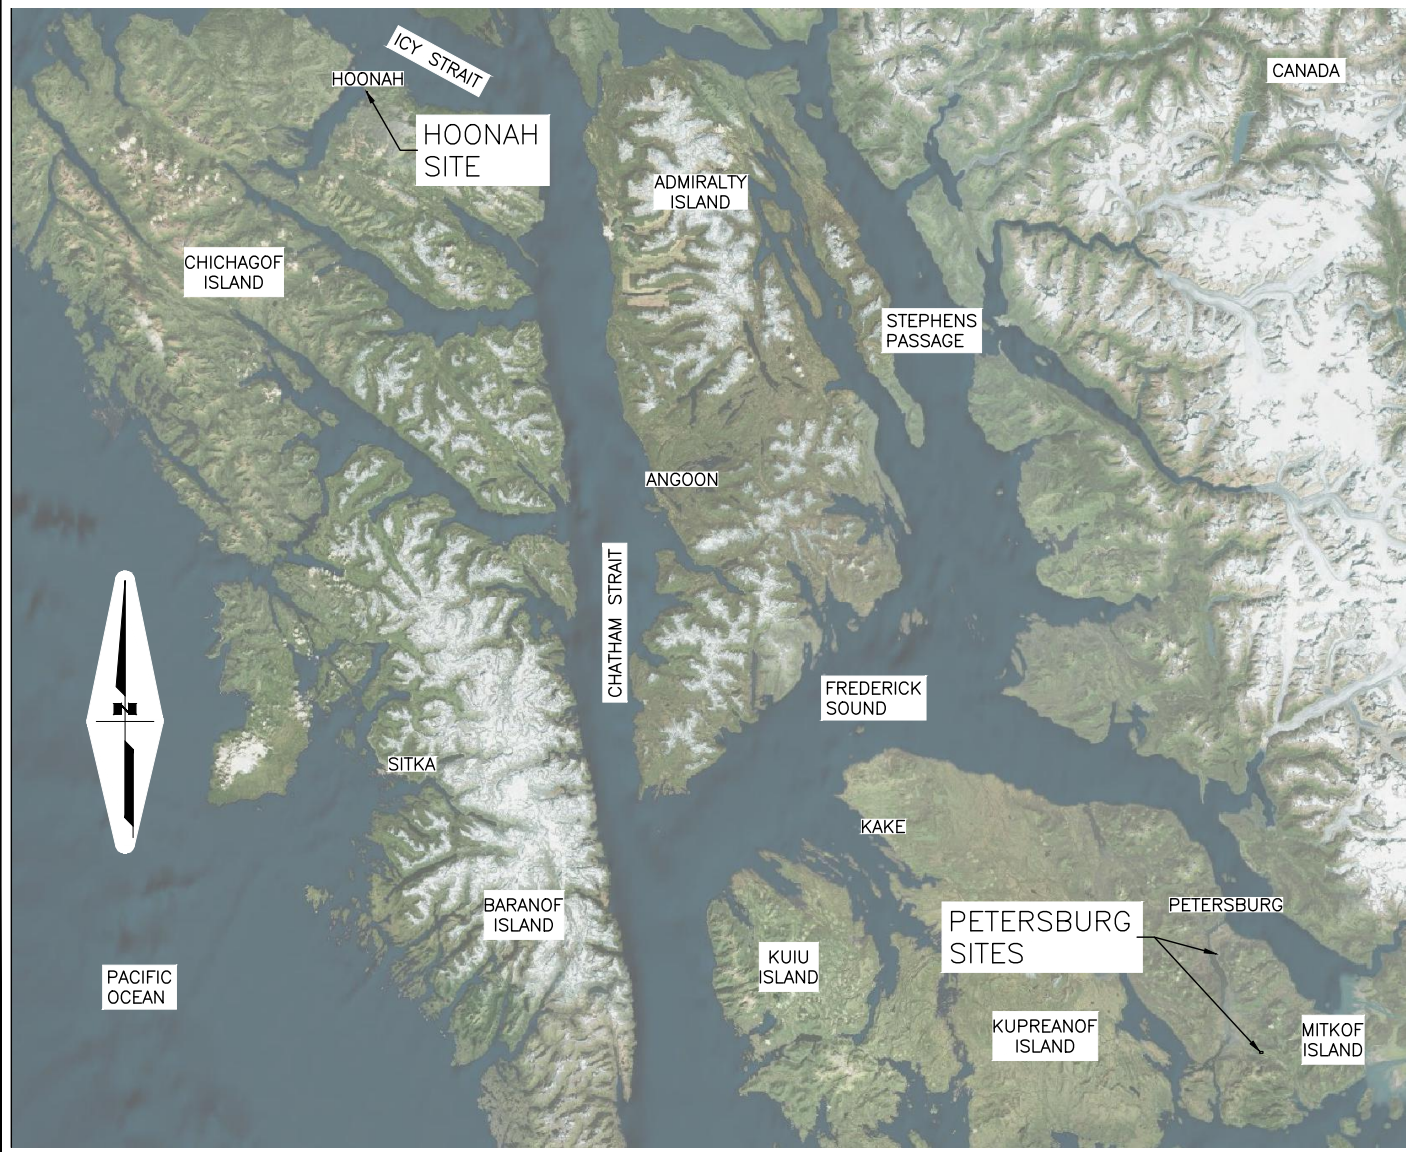 ICY STRAIT
HOONAH
CANADA
HOONAH
SITE
ADMIRALTY
ISLAND
CHICHAGOF
ISLAND
STEPHENS
PASSAGE
ANGOON
CHATHAM STRAIT
FREDERICK
SOUND
N
SITKA
KAKE
BARANOF
ISLAND
PETERSBURG
PETERSBURG
SITES
KUIU
ISLAND
PACIFIC
OCEAN
KUPREANOF
ISLAND
MITKOF
ISLAND